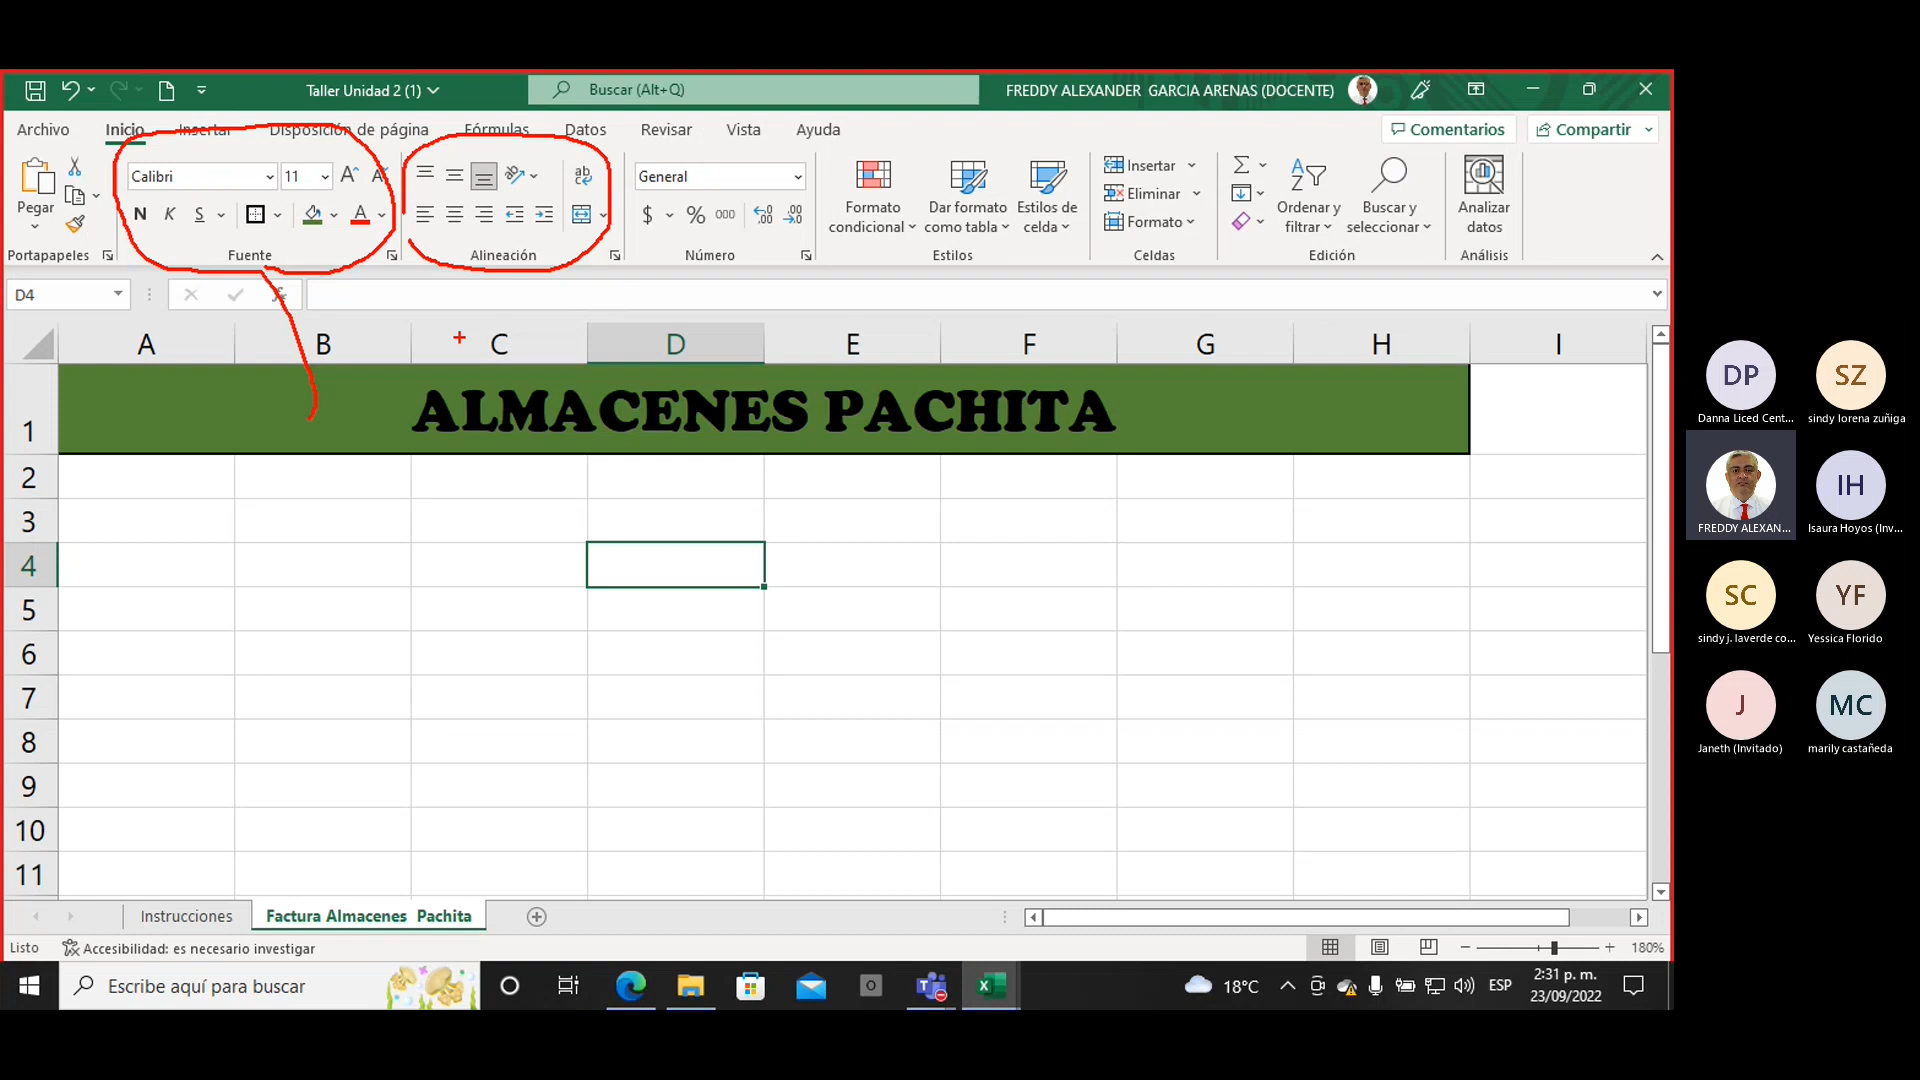 Taller Unidad 2 (1)
Buscar (Alt+Q)
FREDDY ALEXANDER GARCIA ARENAS (DOCENTE)
Archivo Inicio Insertar Disposición de página Fórmulas Datos Revisar Vista Ayuda
Comentarios Compartir
Pegar
Portapapeles
Calibri 11
N K S
Fuente
ab
Alineación
General
$ % 000
Número
Formato condicional
Dar formato como tabla
Estilos de celda
Estilos
Insertar
Eliminar
Formato
Celdas
Ordenar y filtrar
Buscar y seleccionar
Edición
Analizar datos
Análisis
D4
fx
A B C D E F G H I
1 ALMACENES PACHITA
2
3
4
5
6
7
8
9
10
11
Instrucciones Factura Almacenes Pachita
Listo Accesibilidad: es necesario investigar
180%
Escribe aquí para buscar
18°C
ESP
2:31 p. m.
23/09/2022
DP
Danna Liced Cent...
SZ
sindy lorena zuñiga
FREDDY ALEXAN...
IH
Isaura Hoyos (Inv...
SC
sindy j. laverde co...
YF
Yessica Florido
J
Janeth (Invitado)
MC
marily castañeda